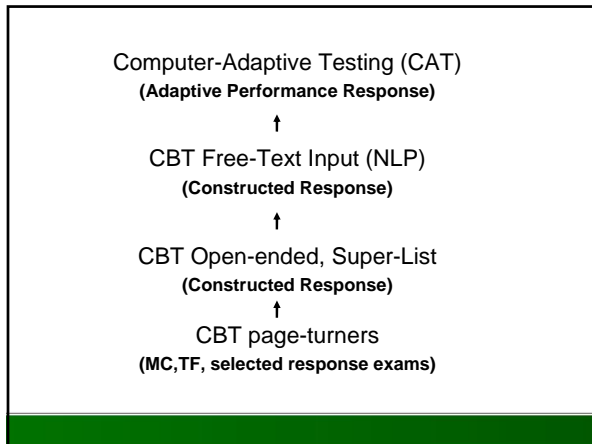 Computer-Adaptive Testing (CAT)
(Adaptive Performance Response)
CBT Free-Text Input (NLP)
(Constructed Response)
CBT Open-ended, Super-List
(Constructed Response)
CBT page-turners
(MC,TF, selected response exams)